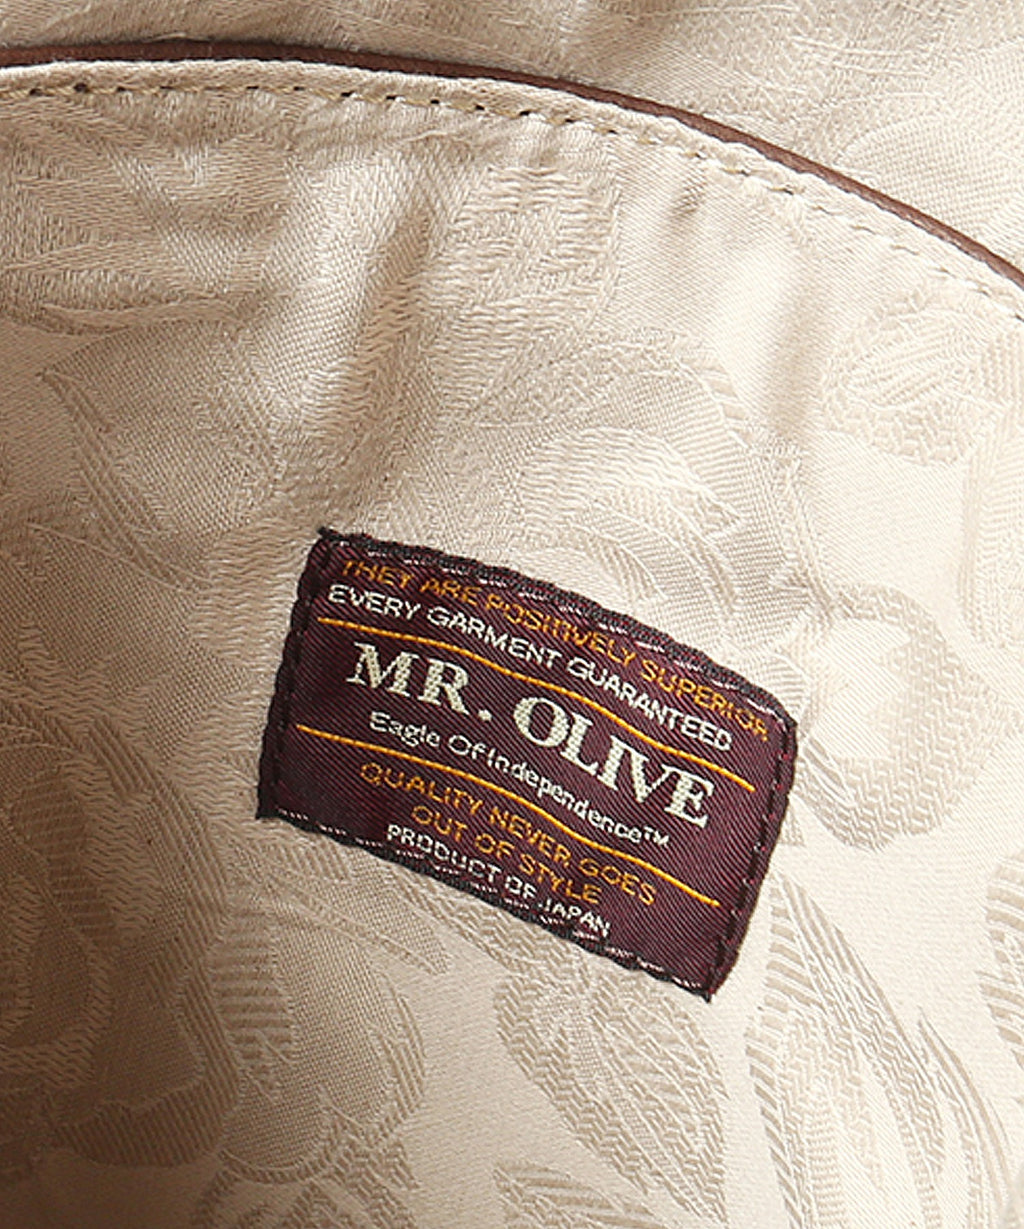 THEY ARE POSITIVELY SUPERIOR
EVERY GARMENT GUARANTEED
MR. OLIVE
Eagle Of Independence™
QUALITY NEVER GOES
OUT OF STYLE
PRODUCT OF JAPAN